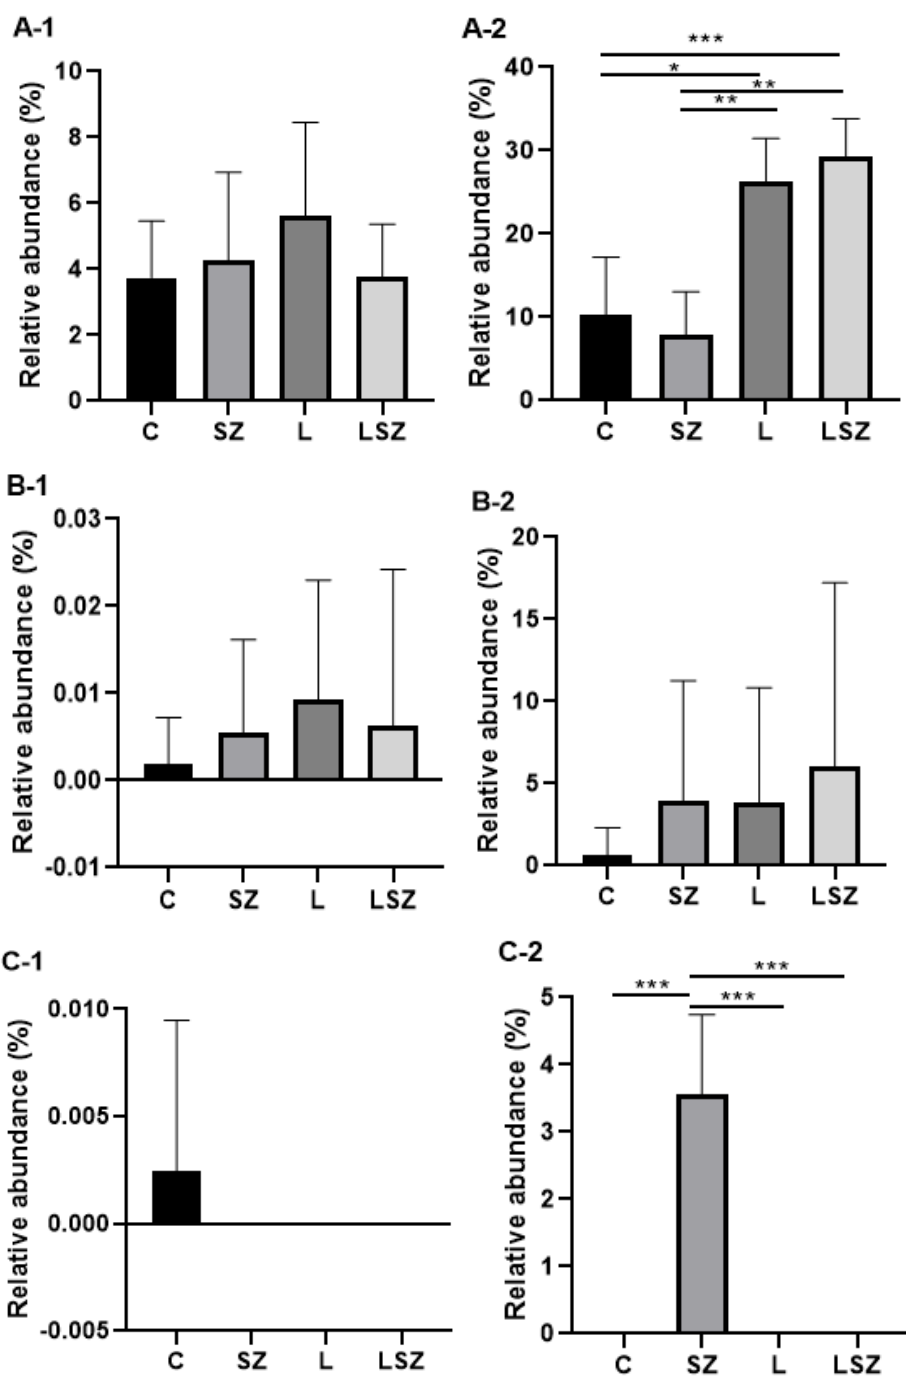 A-1
Relative abundance (%)
10
8
6
4
2
0
C SZ L LSZ
A-2
Relative abundance (%)
***
*
**
**
40
30
20
10
0
C SZ L LSZ
B-1
Relative abundance (%)
0.03
0.02
0.01
0.00
-0.01
C SZ L LSZ
B-2
Relative abundance (%)
20
15
10
5
0
C SZ L LSZ
C-1
Relative abundance (%)
0.010
0.005
0.000
-0.005
C SZ L LSZ
C-2
Relative abundance (%)
***
***
***
5
4
3
2
1
0
C SZ L LSZ